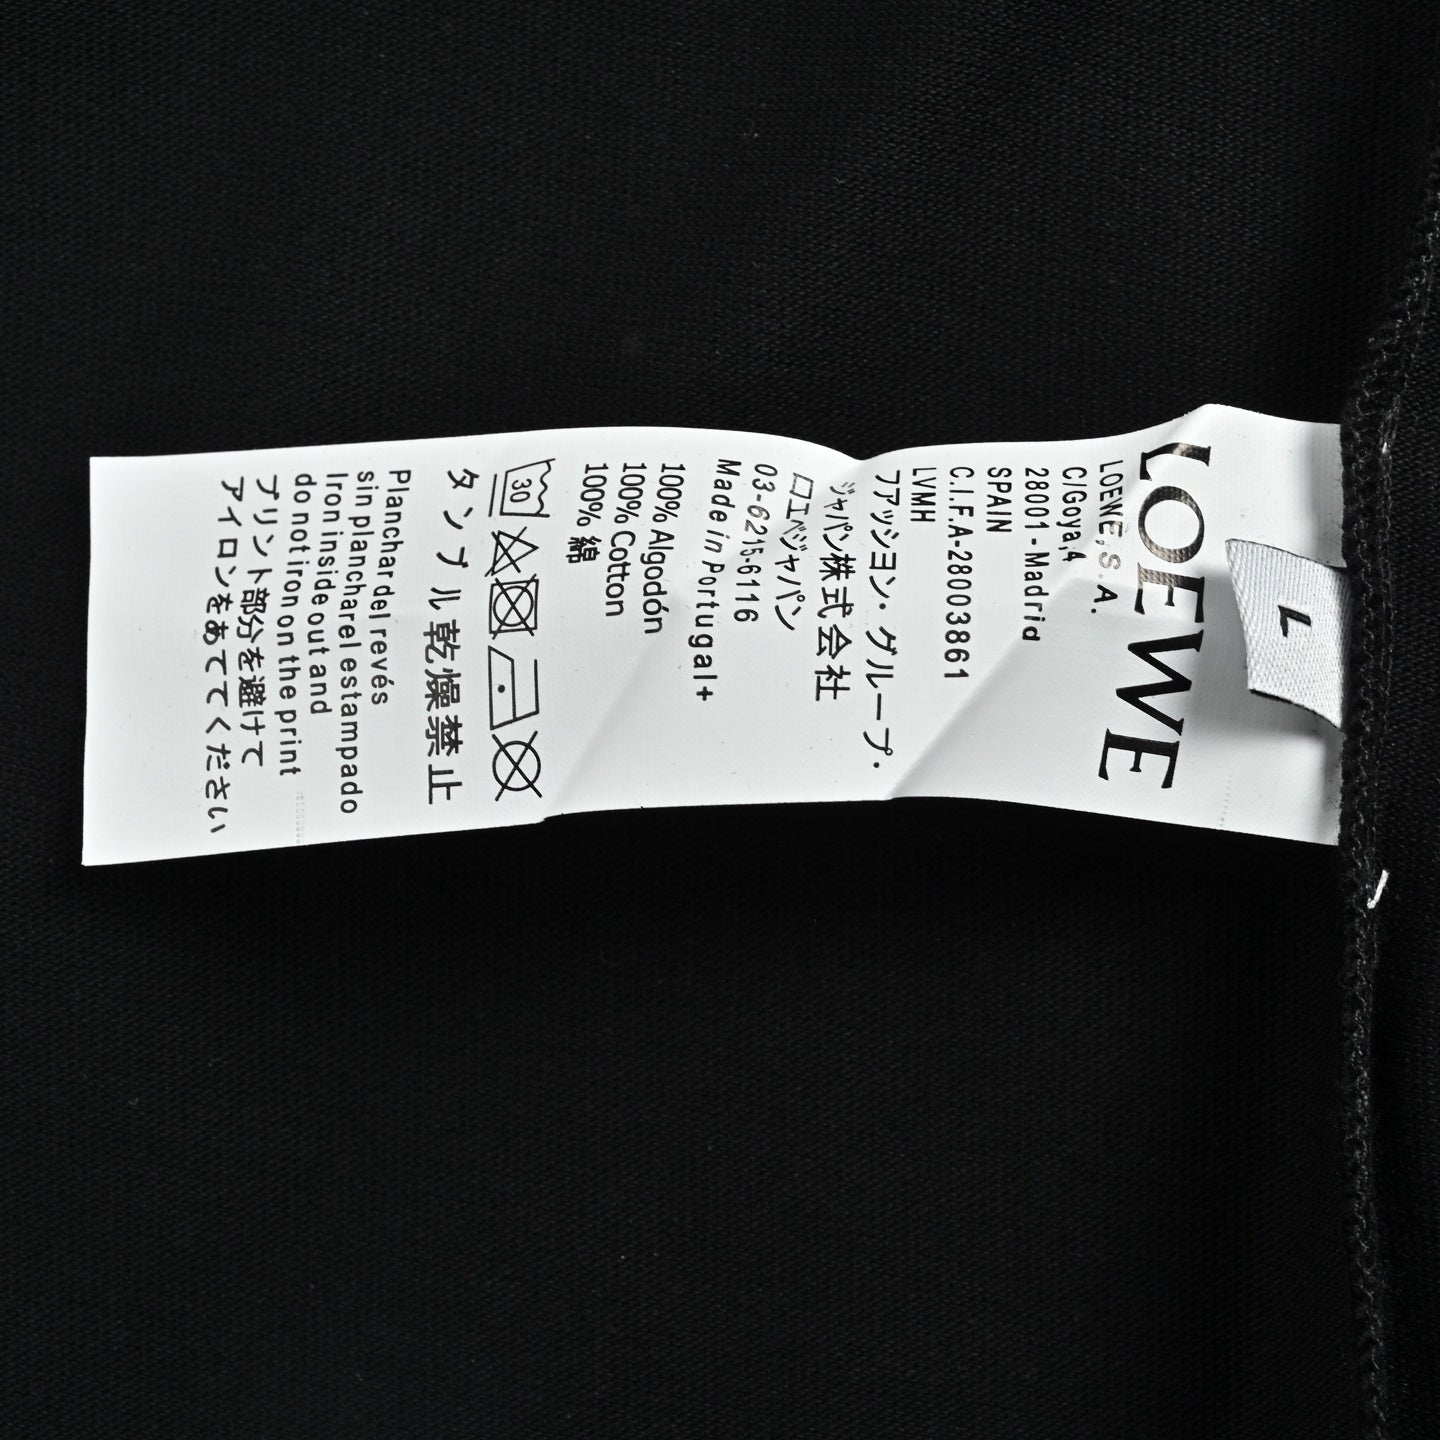 L
LOEWE
LOEWE, S.A.
C/Goya,4
28001 - Madrid
SPAIN
C.I.F.A-28003861
LVMH
フアッシヨン・グループ・
ジャパン株式会社
ロエベジャパン
03-6215-6116
Made in Portugal+
100% Algodón
100% Cotton
100% 綿
30
タンブル乾燥禁止
Planchar del revés
sin planchar el estampado
Iron inside out and
do not iron on the print
プリント部分を避けて
アイロンをあててください